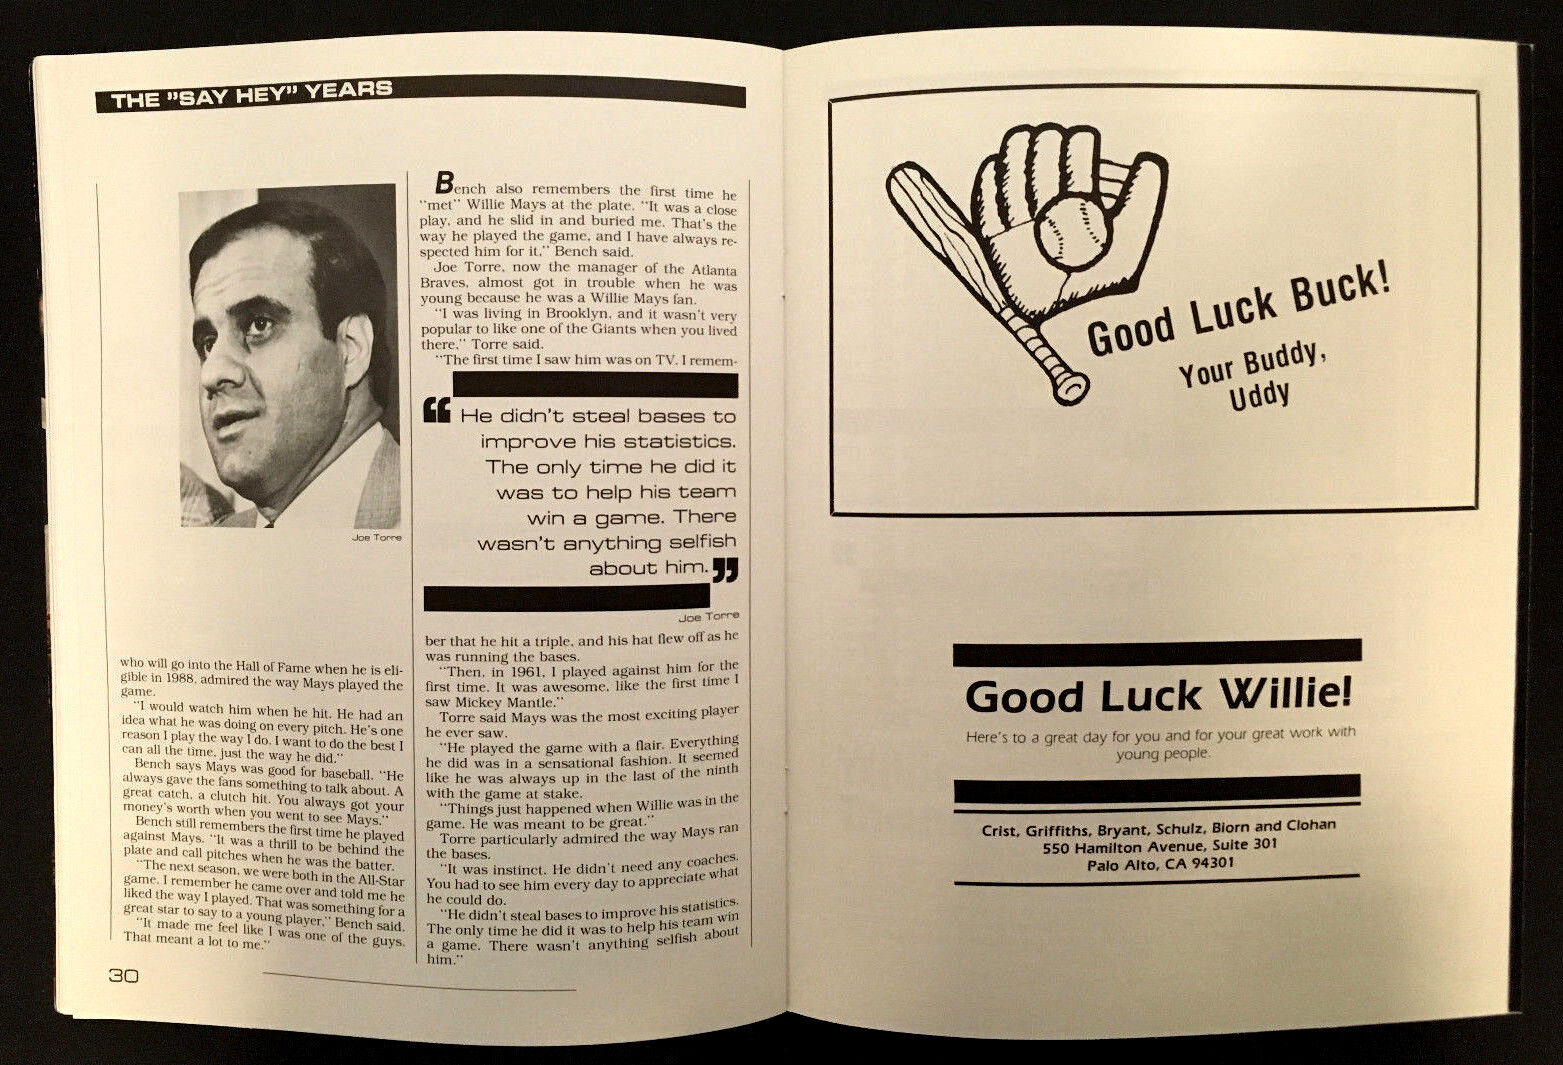 THE "SAY HEY" YEARS
Joe Torre
who will go into the Hall of Fame when he is eli-
gible in 1988, admired the way Mays played the
game.
"I would watch him when he hit. He had an
idea what he was doing on every pitch. He's one
reason I play the way I do. I want to do the best I
can all the time, just the way he did."
Bench says Mays was good for baseball. "He
always gave the fans something to talk about. A
great catch, a clutch hit. You always got your
money's worth when you went to see Mays."
Bench still remembers the first time he played
against Mays. "It was a thrill to be behind the
plate and call pitches when he was the batter.
"The next season, we were both in the All-Star
game. I remember he came over and told me he
liked the way I played. That was something for a
great star to say to a young player," Bench said.
"It made me feel like I was one of the guys.
That meant a lot to me."
30
Bench also remembers the first time he
"met" Willie Mays at the plate. "It was a close
play, and he slid in and buried me. That's the
way he played the game, and I have always re-
spected him for it," Bench said.
Joe Torre, now the manager of the Atlanta
Braves, almost got in trouble when he was
young because he was a Willie Mays fan.
"I was living in Brooklyn, and it wasn't very
popular to like one of the Giants when you lived
there," Torre said.
"The first time I saw him was on TV. I remem-
"He didn't steal bases to
improve his statistics.
The only time he did it
was to help his team
win a game. There
wasn't anything selfish
about him."
Joe Torre
ber that he hit a triple, and his hat flew off as he
was running the bases.
"Then, in 1961, I played against him for the
first time. It was awesome, like the first time I
saw Mickey Mantle."
Torre said Mays was the most exciting player
he ever saw.
"He played the game with a flair. Everything
he did was in a sensational fashion. It seemed
like he was always up in the last of the ninth
with the game at stake.
"Things just happened when Willie was in the
game. He was meant to be great."
Torre particularly admired the way Mays ran
the bases.
"It was instinct. He didn't need any coaches.
You had to see him every day to appreciate what
he could do.
"He didn't steal bases to improve his statistics.
The only time he did it was to help his team win
a game. There wasn't anything selfish about
him."
Good Luck Buck!
Your Buddy,
Uddy
Good Luck Willie!
Here's to a great day for you and for your great work with
young people.
Crist, Griffiths, Bryant, Schulz, Biorn and Clohan
550 Hamilton Avenue, Suite 301
Palo Alto, CA 94301